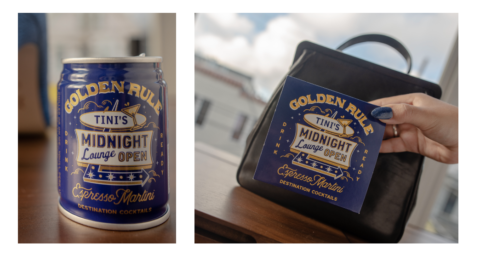 GOLDEN RULE
TINI'S
MIDNIGHT
Lounge OPEN
Espresso Martini
DESTINATION COCKTAILS
GOLDEN RULE
TINI'S
MIDNIGHT
Lounge OPEN
Espresso Martini
DESTINATION COCKTAILS